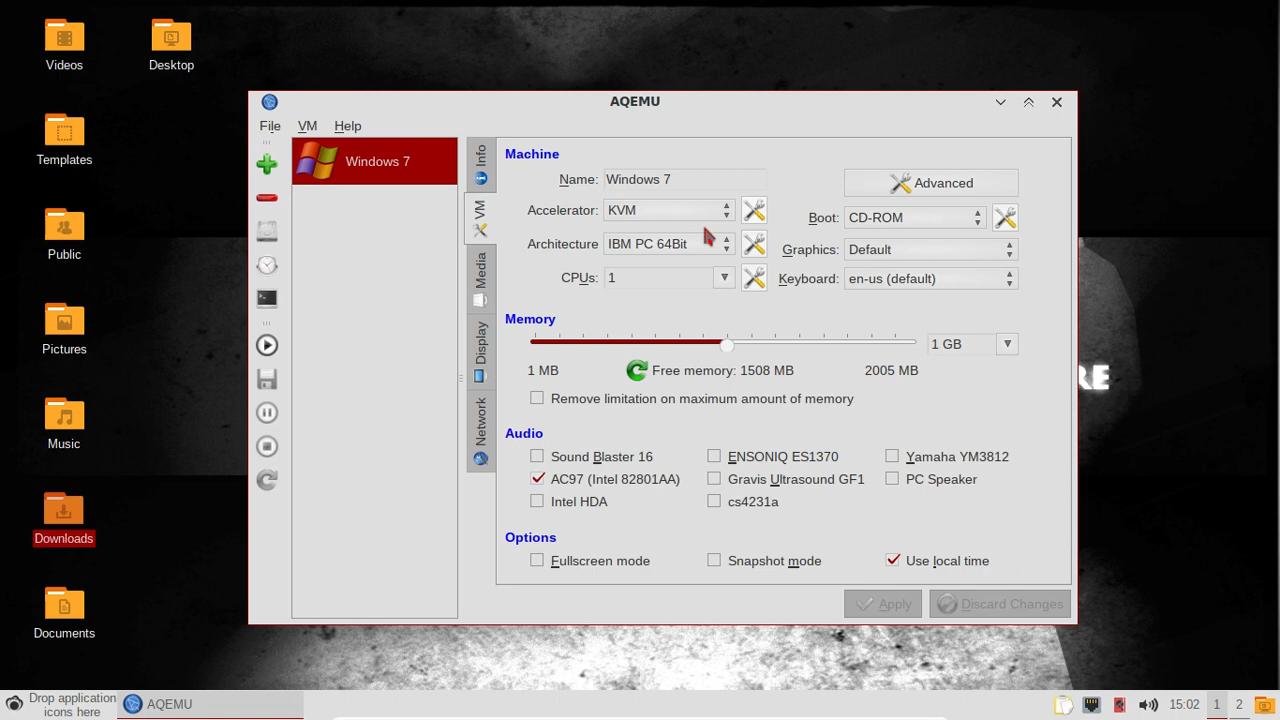 Videos
Desktop
Templates
Public
Pictures
Music
Downloads
Documents
AQEMU
File VM Help
Windows 7
Info
VM
Media
Display
Network
Machine
Name: Windows 7
Advanced
Accelerator: KVM
Boot: CD-ROM
Architecture IBM PC 64Bit
Graphics: Default
CPUs: 1
Keyboard: en-us (default)
Memory
1 GB
1 MB Free memory: 1508 MB 2005 MB
Remove limitation on maximum amount of memory
Audio
Sound Blaster 16 ENSONIQ ES1370 Yamaha YM3812
AC97 (Intel 82801AA) Gravis Ultrasound GF1 PC Speaker
Intel HDA cs4231a
Options
Fullscreen mode Snapshot mode Use local time
Apply Discard Changes
RE
Drop application
icons here
AQEMU
15:02 1 2